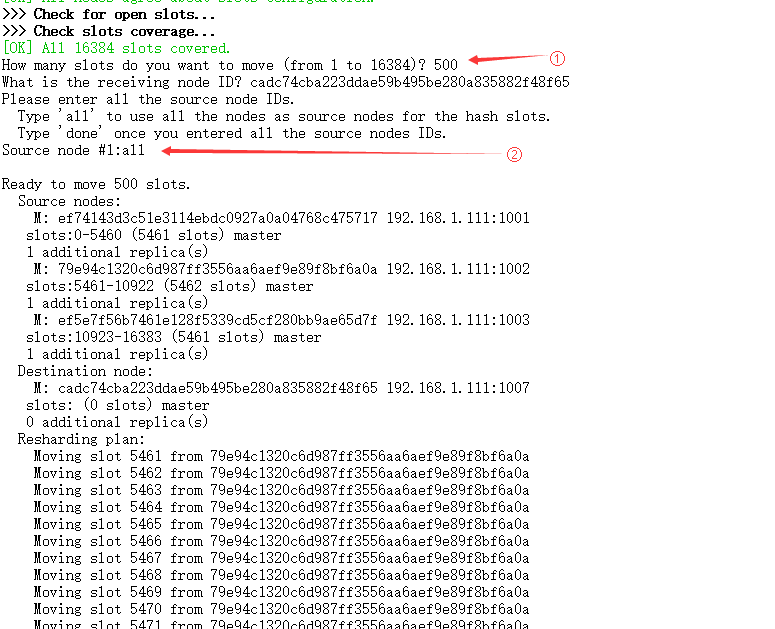 [OK] All nodes agree about slots configuration.
>>> Check for open slots...
>>> Check slots coverage...
[OK] All 16384 slots covered.
How many slots do you want to move (from 1 to 16384)? 500 ①
What is the receiving node ID? cadc74cba223ddae59b495be280a835882f48f65
Please enter all the source node IDs.
Type 'all' to use all the nodes as source nodes for the hash slots.
Type 'done' once you entered all the source nodes IDs.
Source node #1:all ②
Ready to move 500 slots.
Source nodes:
M: ef74143d3c51e3114ebdc0927a0a04768c475717 192.168.1.111:1001
slots:0-5460 (5461 slots) master
1 additional replica(s)
M: 79e94c1320c6d987ff3556aa6aef9e89f8bf6a0a 192.168.1.111:1002
slots:5461-10922 (5462 slots) master
1 additional replica(s)
M: ef5e7f56b7461e128f5339cd5cf280bb9ae65d7f 192.168.1.111:1003
slots:10923-16383 (5461 slots) master
1 additional replica(s)
Destination node:
M: cadc74cba223ddae59b495be280a835882f48f65 192.168.1.111:1007
slots: (0 slots) master
0 additional replica(s)
Resharding plan:
Moving slot 5461 from 79e94c1320c6d987ff3556aa6aef9e89f8bf6a0a
Moving slot 5462 from 79e94c1320c6d987ff3556aa6aef9e89f8bf6a0a
Moving slot 5463 from 79e94c1320c6d987ff3556aa6aef9e89f8bf6a0a
Moving slot 5464 from 79e94c1320c6d987ff3556aa6aef9e89f8bf6a0a
Moving slot 5465 from 79e94c1320c6d987ff3556aa6aef9e89f8bf6a0a
Moving slot 5466 from 79e94c1320c6d987ff3556aa6aef9e89f8bf6a0a
Moving slot 5467 from 79e94c1320c6d987ff3556aa6aef9e89f8bf6a0a
Moving slot 5468 from 79e94c1320c6d987ff3556aa6aef9e89f8bf6a0a
Moving slot 5469 from 79e94c1320c6d987ff3556aa6aef9e89f8bf6a0a
Moving slot 5470 from 79e94c1320c6d987ff3556aa6aef9e89f8bf6a0a
Moving slot 5471 from 79e94c1320c6d987ff3556aa6aef9e89f8bf6a0a